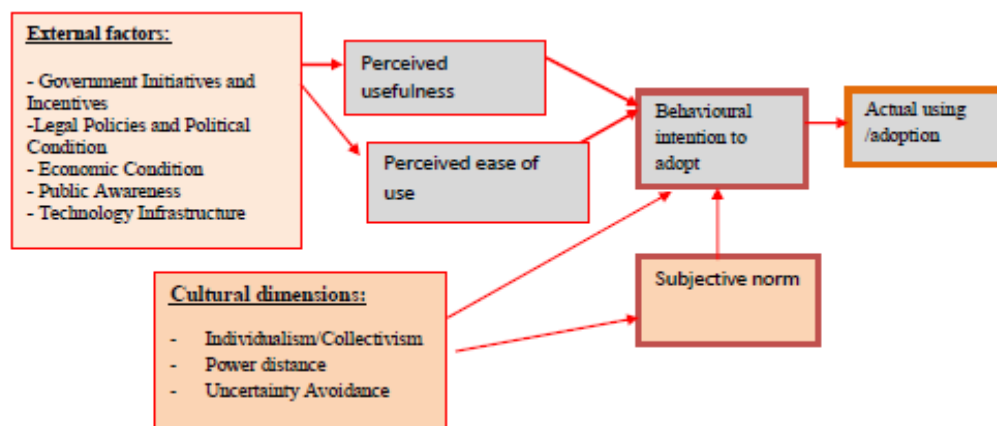 External factors:
- Government Initiatives and
Incentives
-Legal Policies and Political
Condition
- Economic Condition
- Public Awareness
- Technology Infrastructure
Perceived
usefulness
Perceived ease of
use
Behavioural
intention to
adopt
Actual using
/adoption
Cultural dimensions:
- Individualism/Collectivism
- Power distance
- Uncertainty Avoidance
Subjective norm